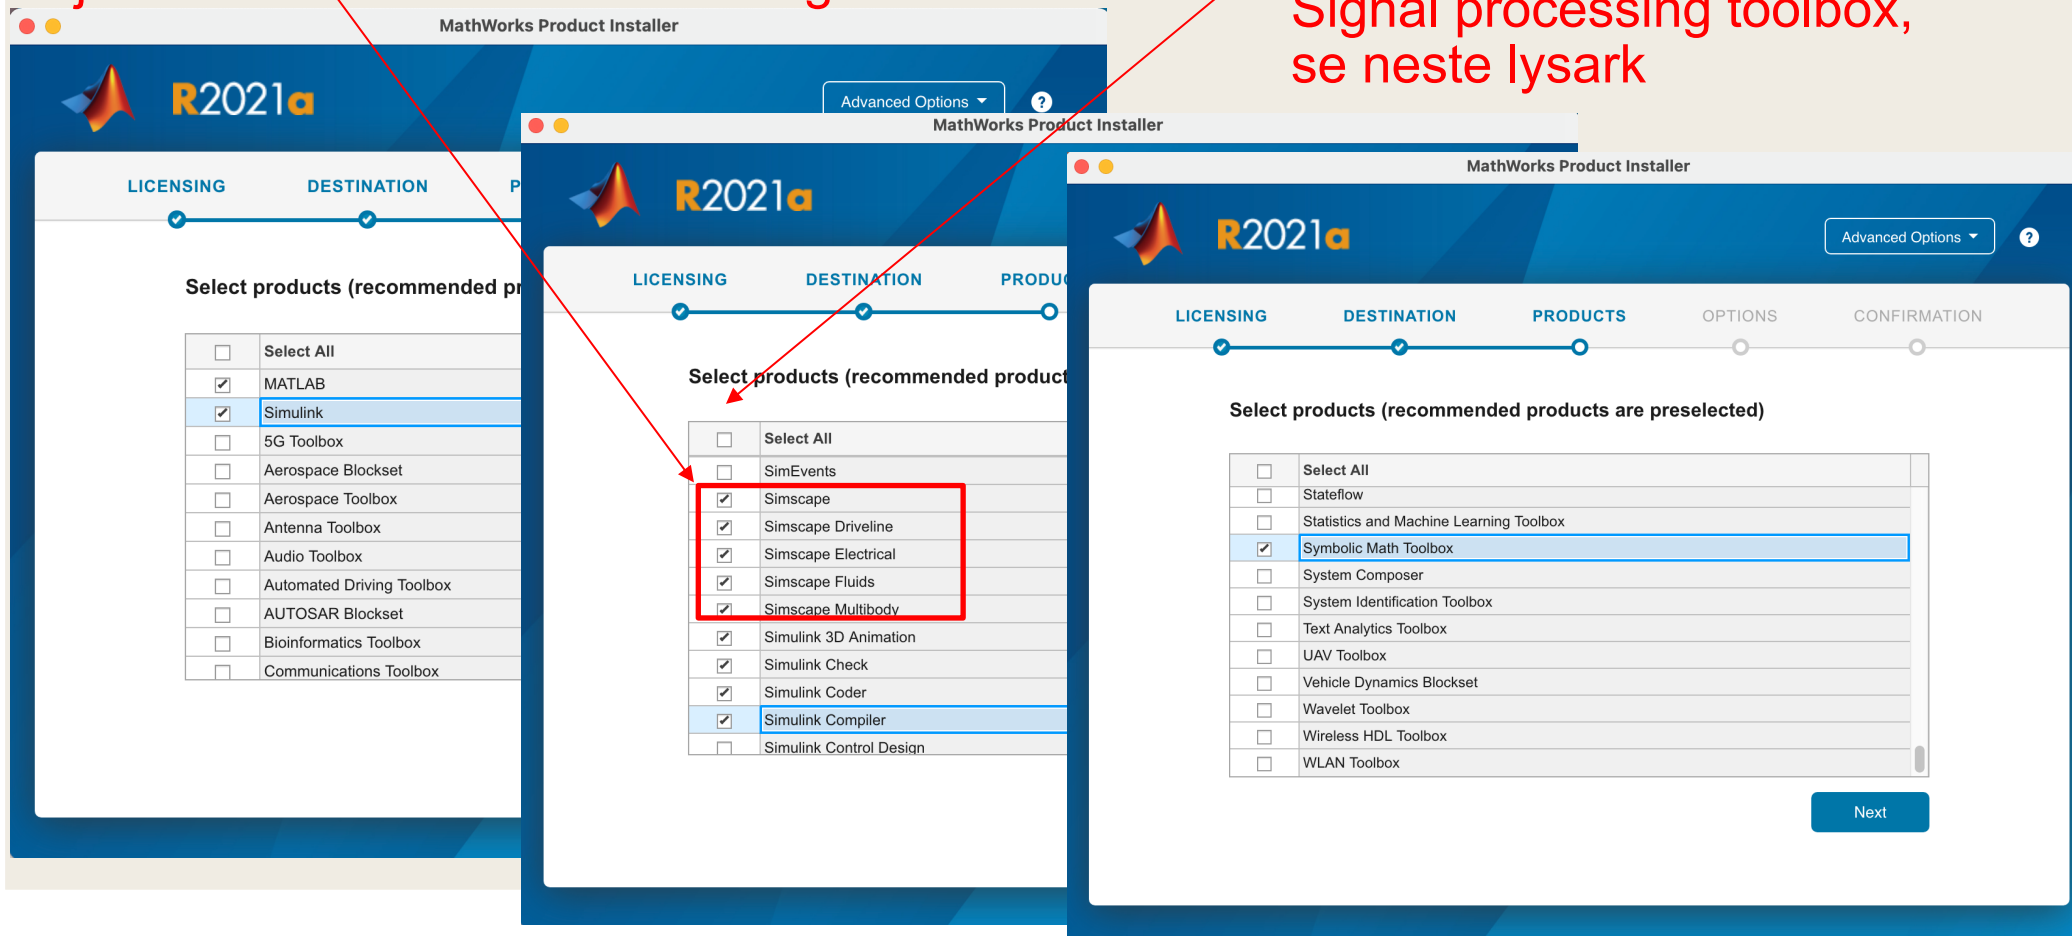 Signal processing toolbox,
se neste lysark
MathWorks Product Installer
R2021a
Advanced Options
?
LICENSING
DESTINATION
Select products (recommended
Select All
MATLAB
Simulink
5G Toolbox
Aerospace Blockset
Aerospace Toolbox
Antenna Toolbox
Audio Toolbox
Automated Driving Toolbox
AUTOSAR Blockset
Bioinformatics Toolbox
Communications Toolbox
MathWorks Product Installer
R2021a
LICENSING
DESTINATION
PRODU
Select products (recommended product
Select All
SimEvents
Simscape
Simscape Driveline
Simscape Electrical
Simscape Fluids
Simscape Multibody
Simulink 3D Animation
Simulink Check
Simulink Coder
Simulink Compiler
Simulink Control Design
MathWorks Product Installer
R2021a
Advanced Options
?
LICENSING
DESTINATION
PRODUCTS
OPTIONS
CONFIRMATION
Select products (recommended products are preselected)
Select All
Stateflow
Statistics and Machine Learning Toolbox
Symbolic Math Toolbox
System Composer
System Identification Toolbox
Text Analytics Toolbox
UAV Toolbox
Vehicle Dynamics Blockset
Wavelet Toolbox
Wireless HDL Toolbox
WLAN Toolbox
Next